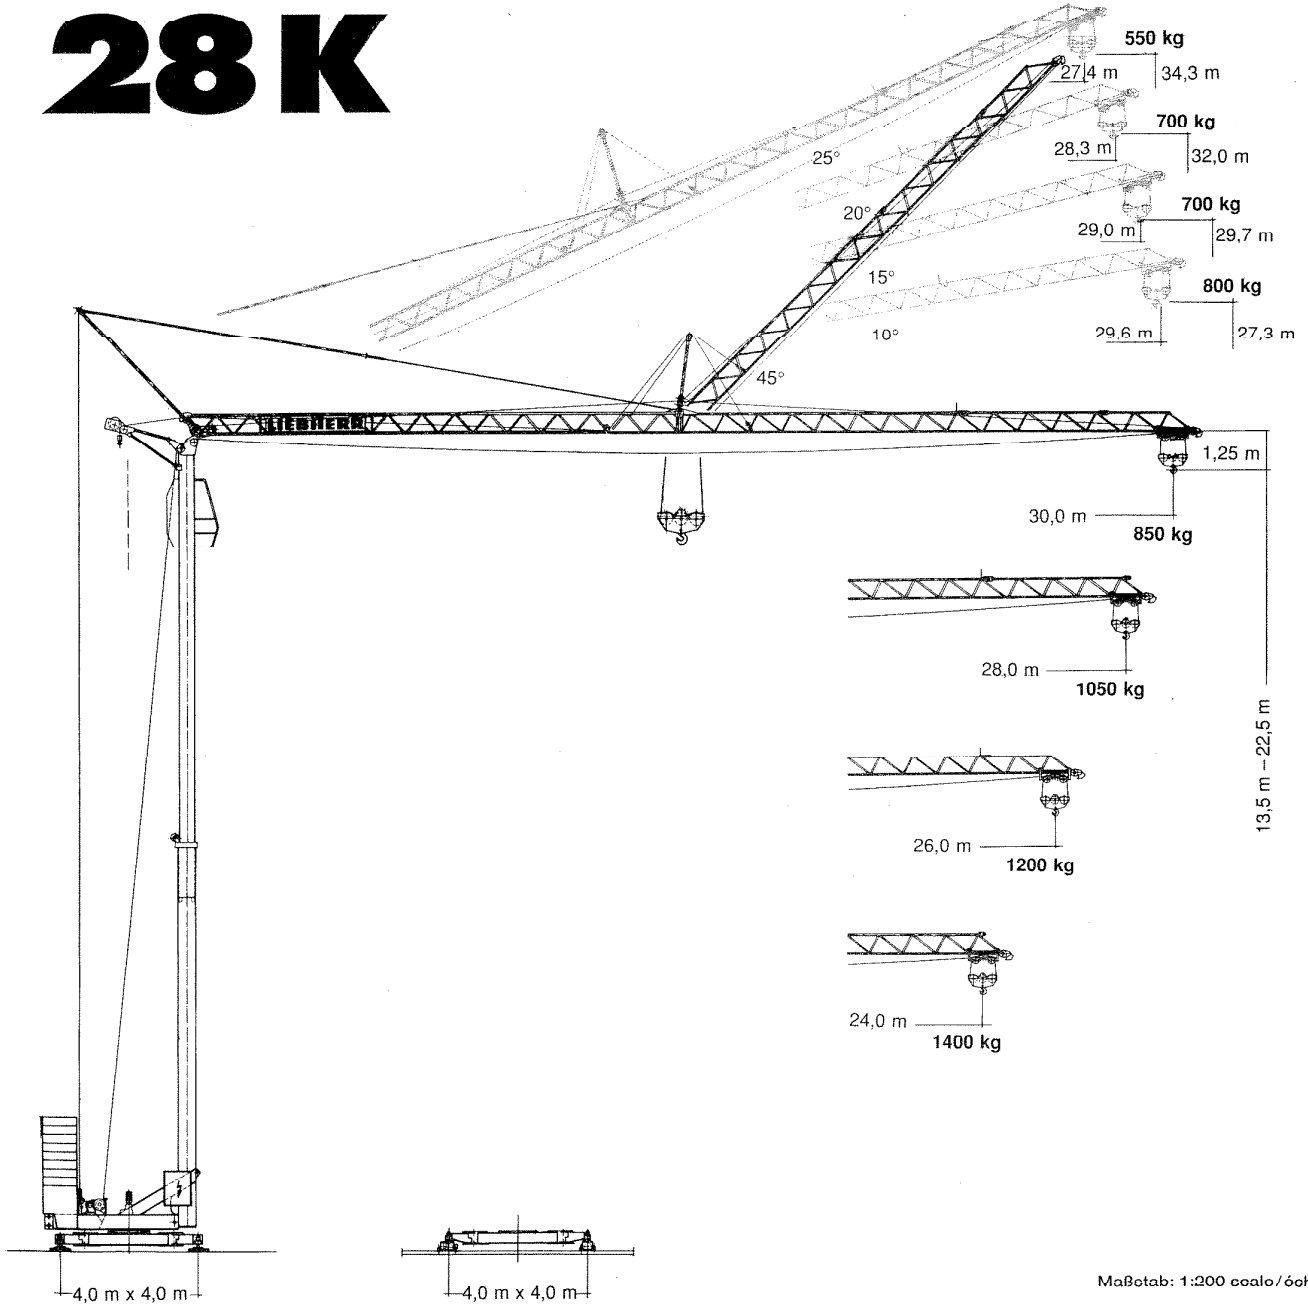 28 K
550 kg
27,4 m
34,3 m
700 kg
28,3 m
32,0 m
25°
700 kg
20°
29,0 m
29,7 m
15°
800 kg
10°
29,6 m
27,3 m
45°
LIEBHERR
1,25 m
30,0 m
850 kg
28,0 m
1050 kg
13,5 m – 22,5 m
26,0 m
1200 kg
24,0 m
1400 kg
4,0 m x 4,0 m
4,0 m x 4,0 m
Maßstab: 1:200